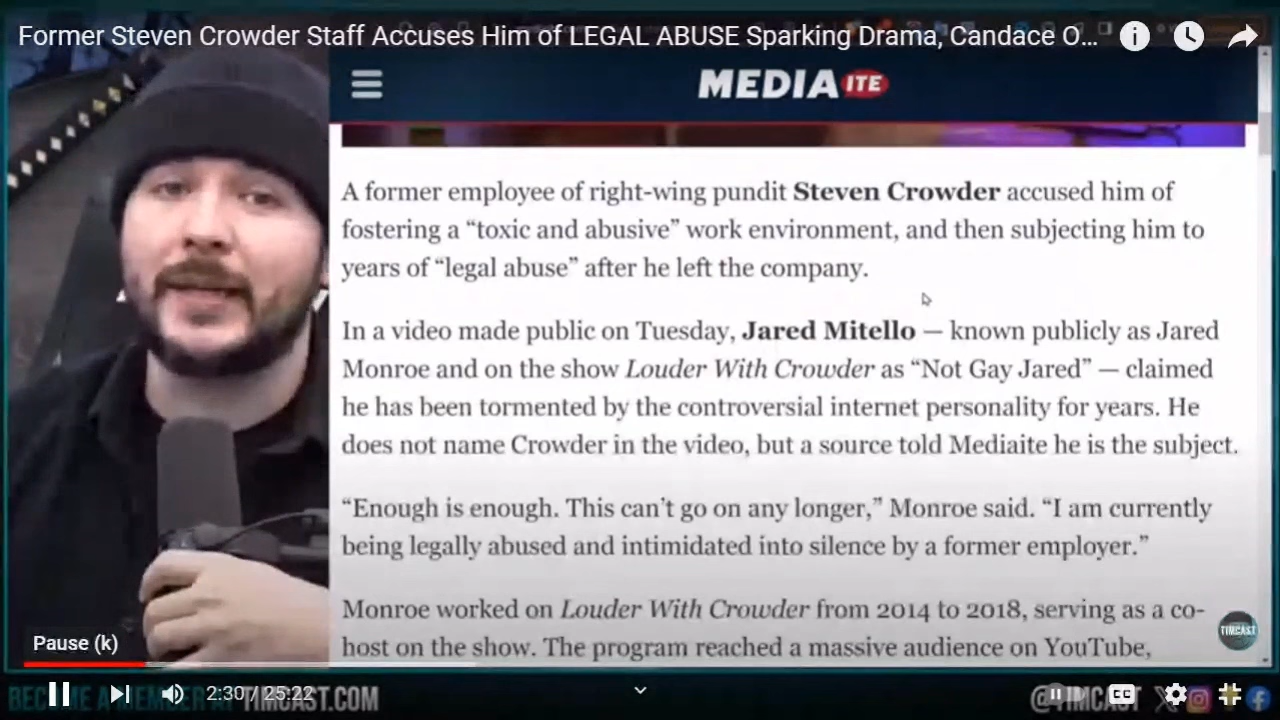 Former Steven Crowder Staff Accuses Him of LEGAL ABUSE Sparking Drama, Candace O...
MEDIA ITE
A former employee of right-wing pundit Steven Crowder accused him of
fostering a “toxic and abusive” work environment, and then subjecting him to
years of “legal abuse” after he left the company.
In a video made public on Tuesday, Jared Mitello — known publicly as Jared
Monroe and on the show Louder With Crowder as “Not Gay Jared” — claimed
he has been tormented by the controversial internet personality for years. He
does not name Crowder in the video, but a source told Mediaite he is the subject.
“Enough is enough. This can’t go on any longer,” Monroe said. “I am currently
being legally abused and intimidated into silence by a former employer.”
Monroe worked on Louder With Crowder from 2014 to 2018, serving as a co-
host on the show. The program reached a massive audience on YouTube,
TIMCAST
Pause (k)
2:30 / 25:22
CC
BECOME A MEMBER AT TIMCAST.COM
@TIMCAST